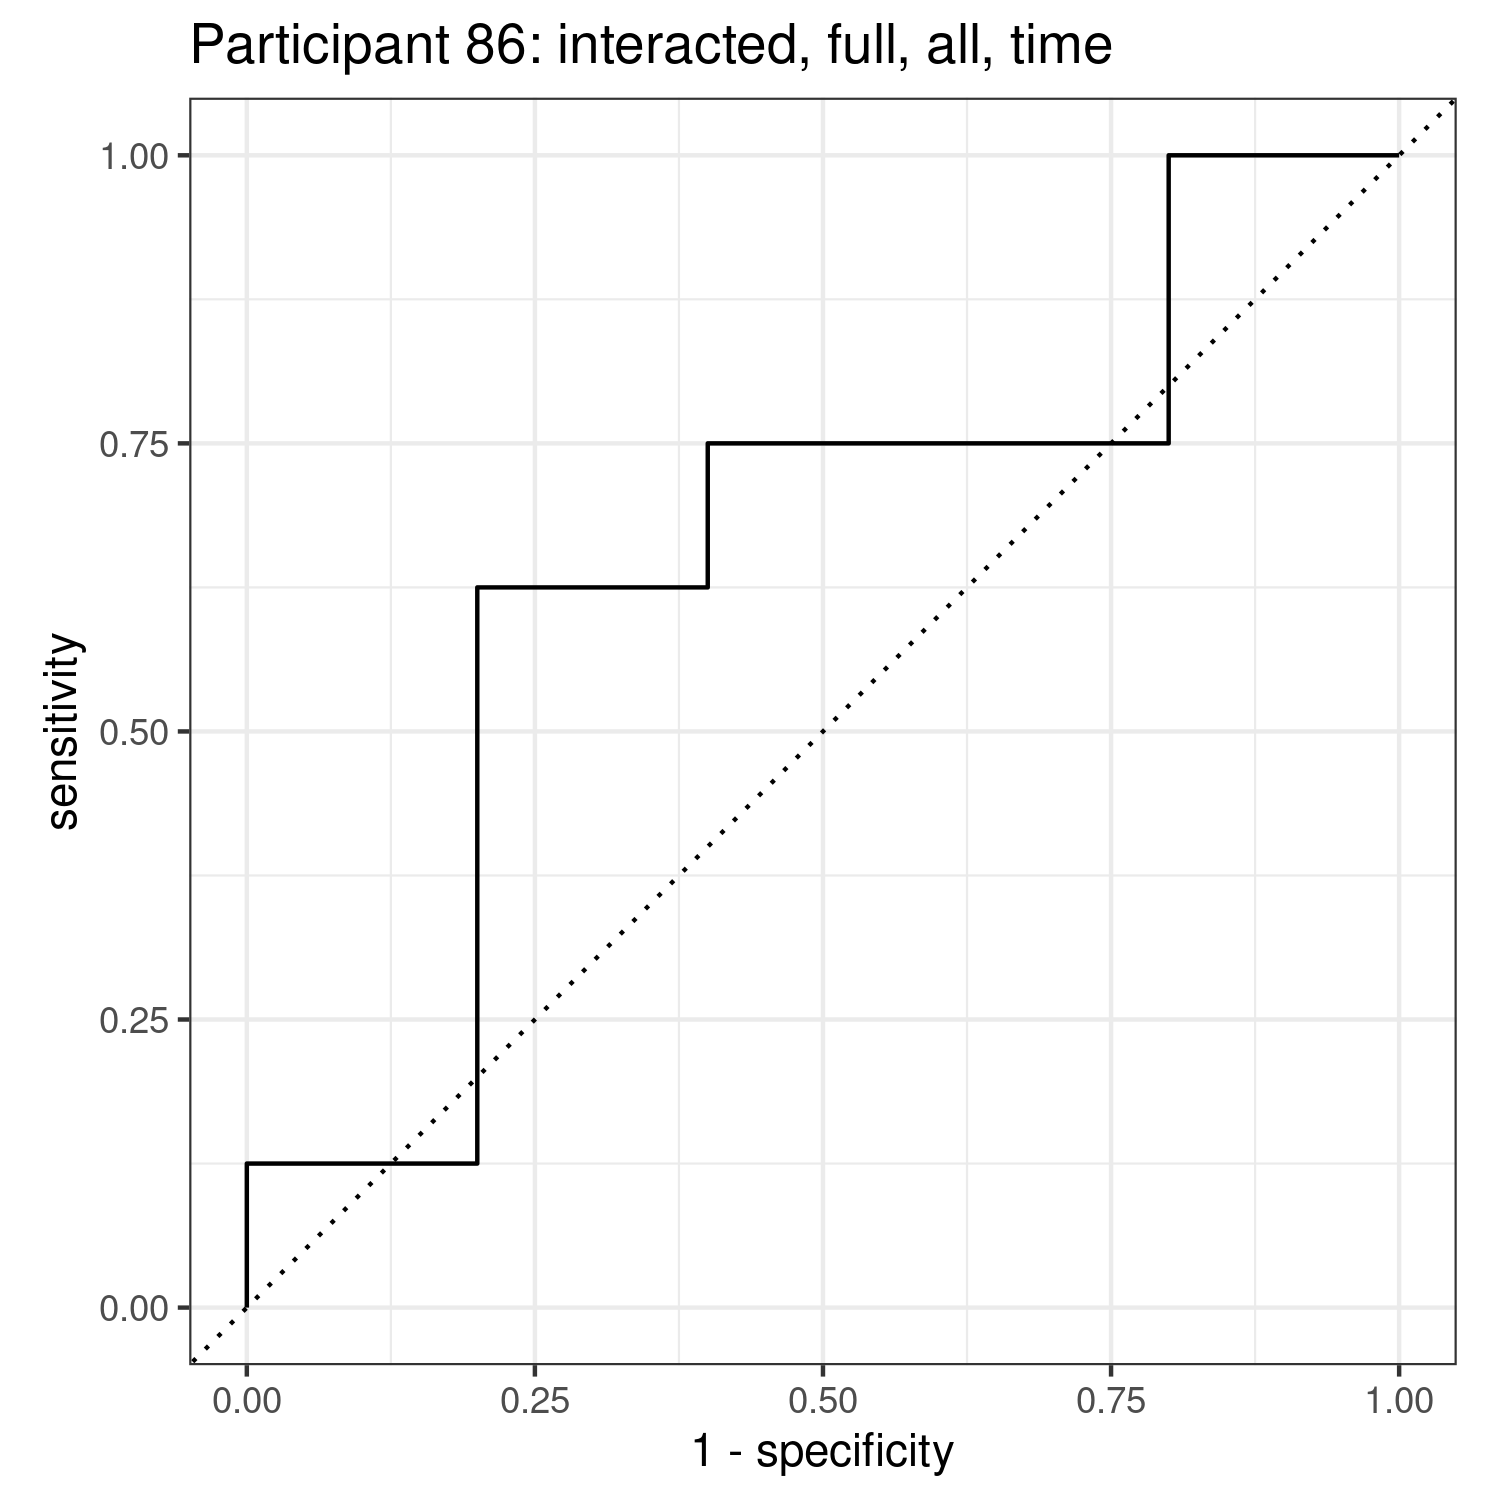 Participant 86: interacted, full, all, time
1.00
0.75
0.50
0.25
0.00
sensitivity
0.00 0.25 0.50 0.75 1.00
1 - specificity